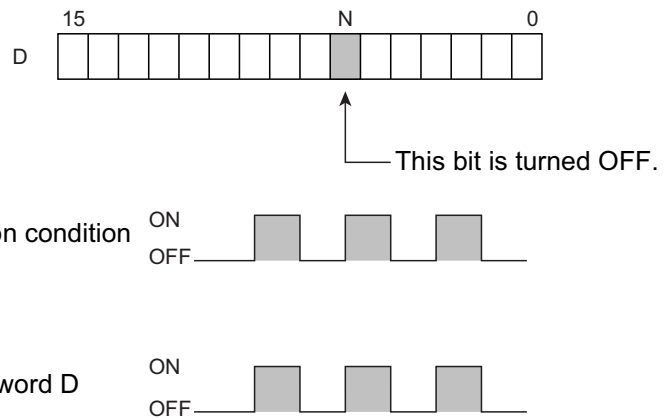 15 N 0
D
This bit is turned OFF.
on condition ON
OFF
word D ON
OFF